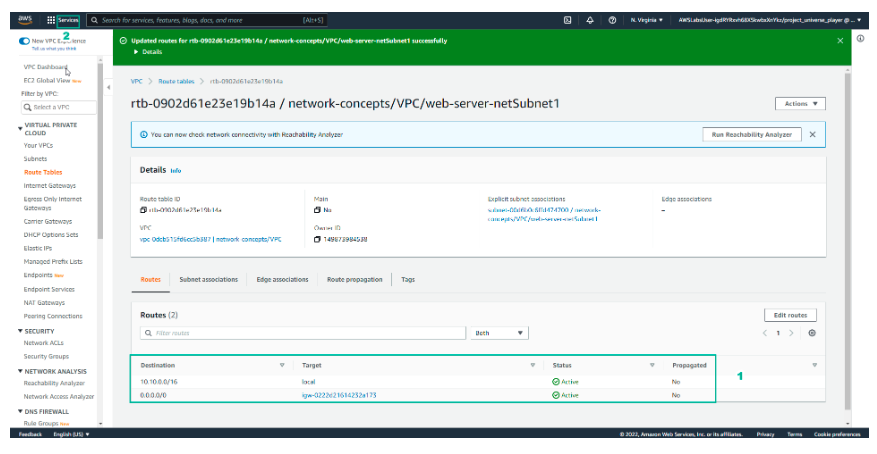 aws
Services
Search for services, features, blogs, docs, and more
[Alt+S]
N. Virginia ▼
2
New VPC Experience
Tell us what you think
Updated routes for rtb-0902d61e23e19b14a / network-concepts/VPC/web-server-netSubnet1 successfully
▶ Details
VPC Dashboard
EC2 Global View New
Filter by VPC:
Select a VPC
VIRTUAL PRIVATE
CLOUD
Your VPCs
Subnets
Route Tables
Internet Gateways
Egress Only Internet
Gateways
Carrier Gateways
DHCP Options Sets
Elastic IPs
Managed Prefix Lists
Endpoints New
Endpoint Services
NAT Gateways
Peering Connections
▼ SECURITY
Network ACLs
Security Groups
▼ NETWORK ANALYSIS
Reachability Analyzer
Network Access Analyzer
▼ DNS FIREWALL
Rule Groups New
VPC > Route tables > rtb-0902d61e23e19b14a
rtb-0902d61e23e19b14a / network-concepts/VPC/web-server-netSubnet1
Actions ▼
You can now check network connectivity with Reachability Analyzer
Run Reachability Analyzer
Details Info
Route table ID
rtb-0902d61e23e19b14a
Main
No
Explicit subnet associations
network-
concepts/VPC/web-server-netSubnet1
Edge associations
–
VPC
network-concepts/VPC
Owner ID
149873984538
Routes
Subnet associations
Edge associations
Route propagation
Tags
Routes (2)
Edit routes
Filter routes
Both ▼
< 1 >
Destination
Target
Status
Propagated
10.10.0.0/16
local
Active
No
0.0.0.0/0
igw-0222d21614232a173
Active
No
1
Feedback
English (US) ▼
© 2022, Amazon Web Services, Inc. or its affiliates.
Privacy
Terms
Cookie preferences